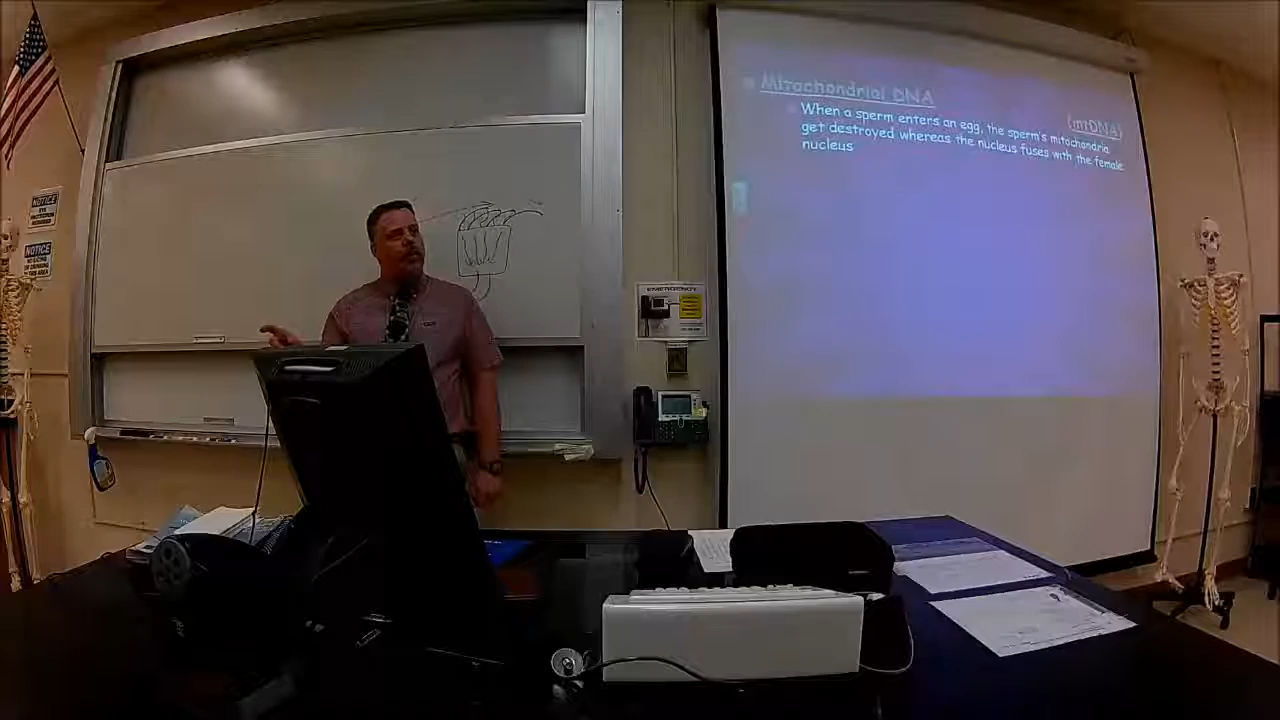 Mitochondrial DNA
(mtDNA)
When a sperm enters an egg, the sperm's mitochondria
get destroyed whereas the nucleus fuses with the female
nucleus
NOTICE
NOTICE
EMERGENCY